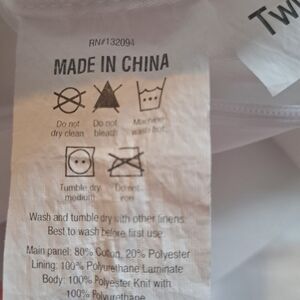 RN#132094
MADE IN CHINA
Do not Do not Machine
dry clean bleach wash hot
Tumble dry Do not
medium iron
Wash and tumble dry with other linens.
Best to wash before first use.
Main panel: 80% Cotton, 20% Polyester
Lining: 100% Polyurethane Laminate
Body: 100% Polyester Knit with
100% Polyurethane
Tw